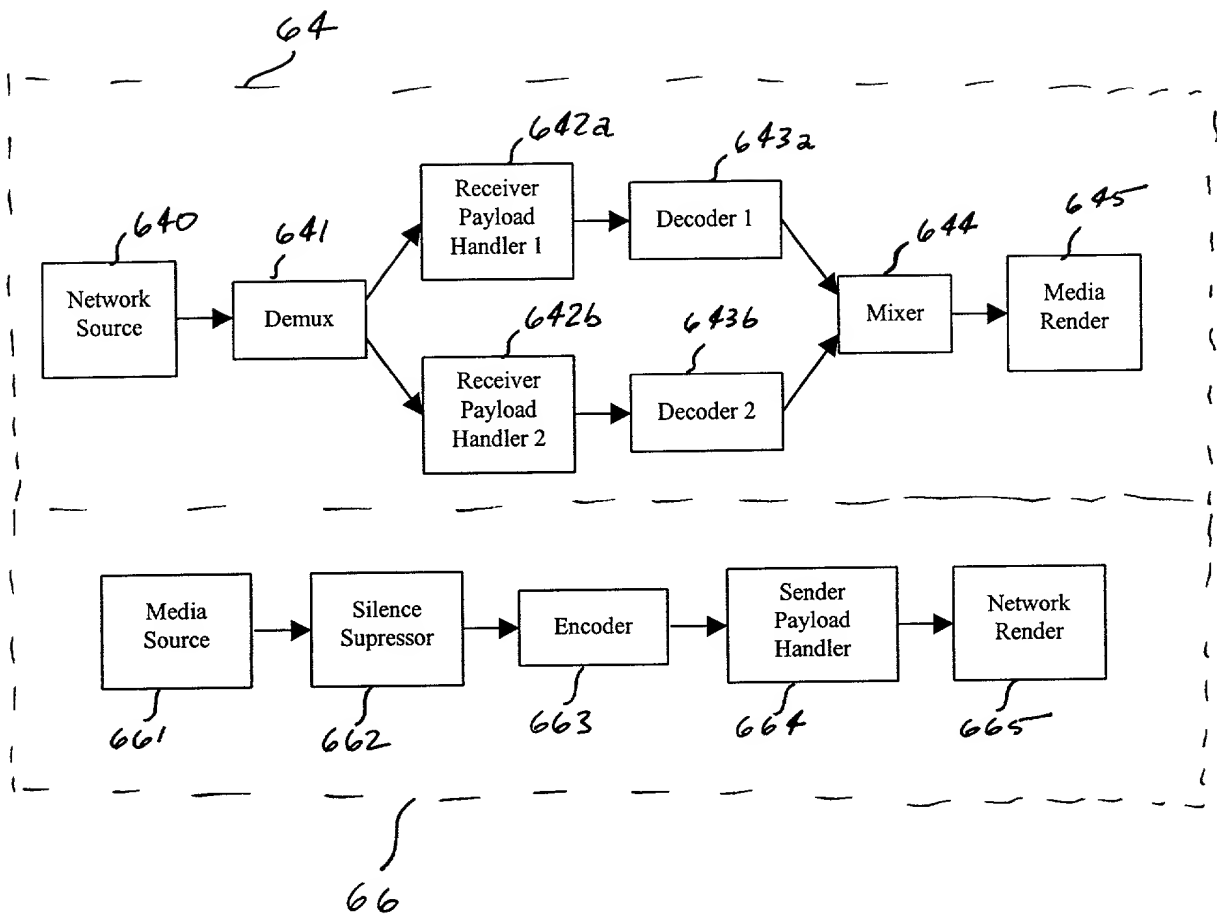 64
642a
643a
Receiver
Payload
Handler 1
Decoder 1
640
641
644
645
Network
Source
Demux
Mixer
Media
Render
642b
643b
Receiver
Payload
Handler 2
Decoder 2
Media
Source
Silence
Supressor
Encoder
Sender
Payload
Handler
Network
Render
661
662
663
664
665
66